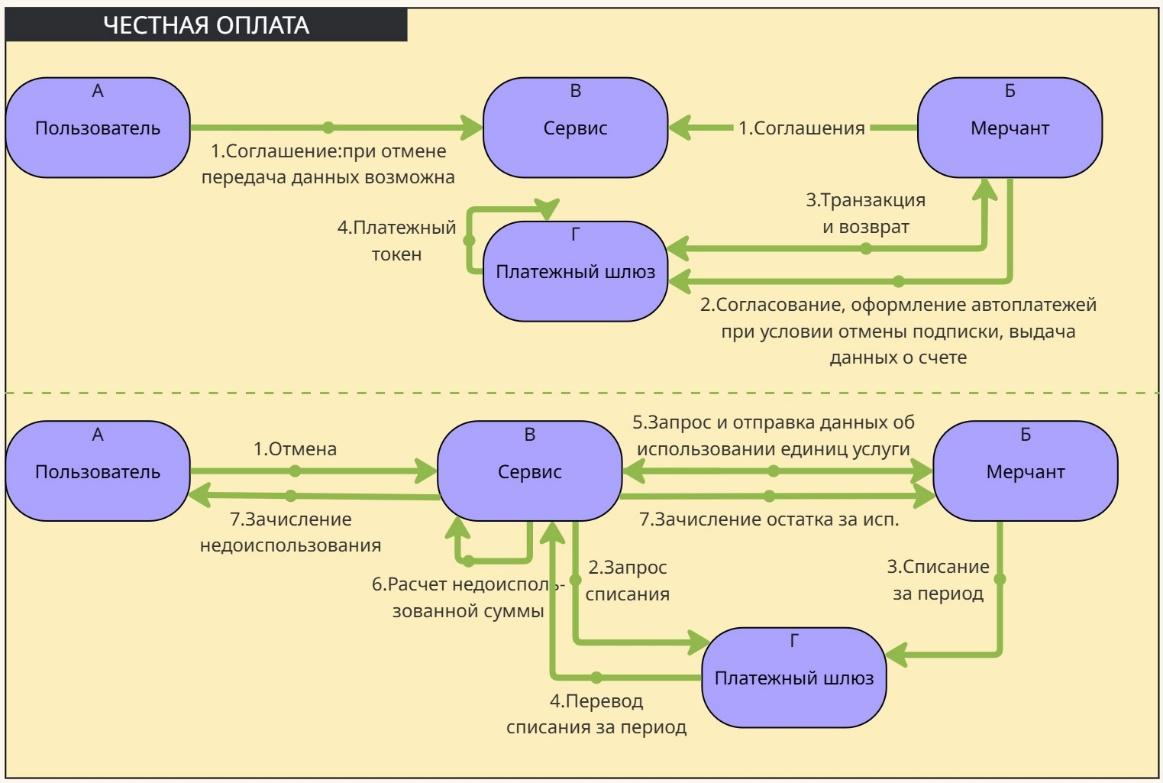 ЧЕСТНАЯ ОПЛАТА
А
Пользователь
В
Сервис
Б
Мерчант
1.Соглашение:при отмене
передача данных возможна
1.Соглашения
3.Транзакция
и возврат
4.Платежный
токен
Г
Платежный шлюз
2.Согласование, оформление автоплатежей
при условии отмены подписки, выдача
данных о счете
А
Пользователь
1.Отмена
В
Сервис
5.Запрос и отправка данных об
использовании единиц услуги
Б
Мерчант
7.Зачисление
недоиспользования
7.Зачисление остатка за исп.
6.Расчет недоисполь-
зованной суммы
2.Запрос
списания
3.Списание
за период
Г
Платежный шлюз
4.Перевод
списания за период